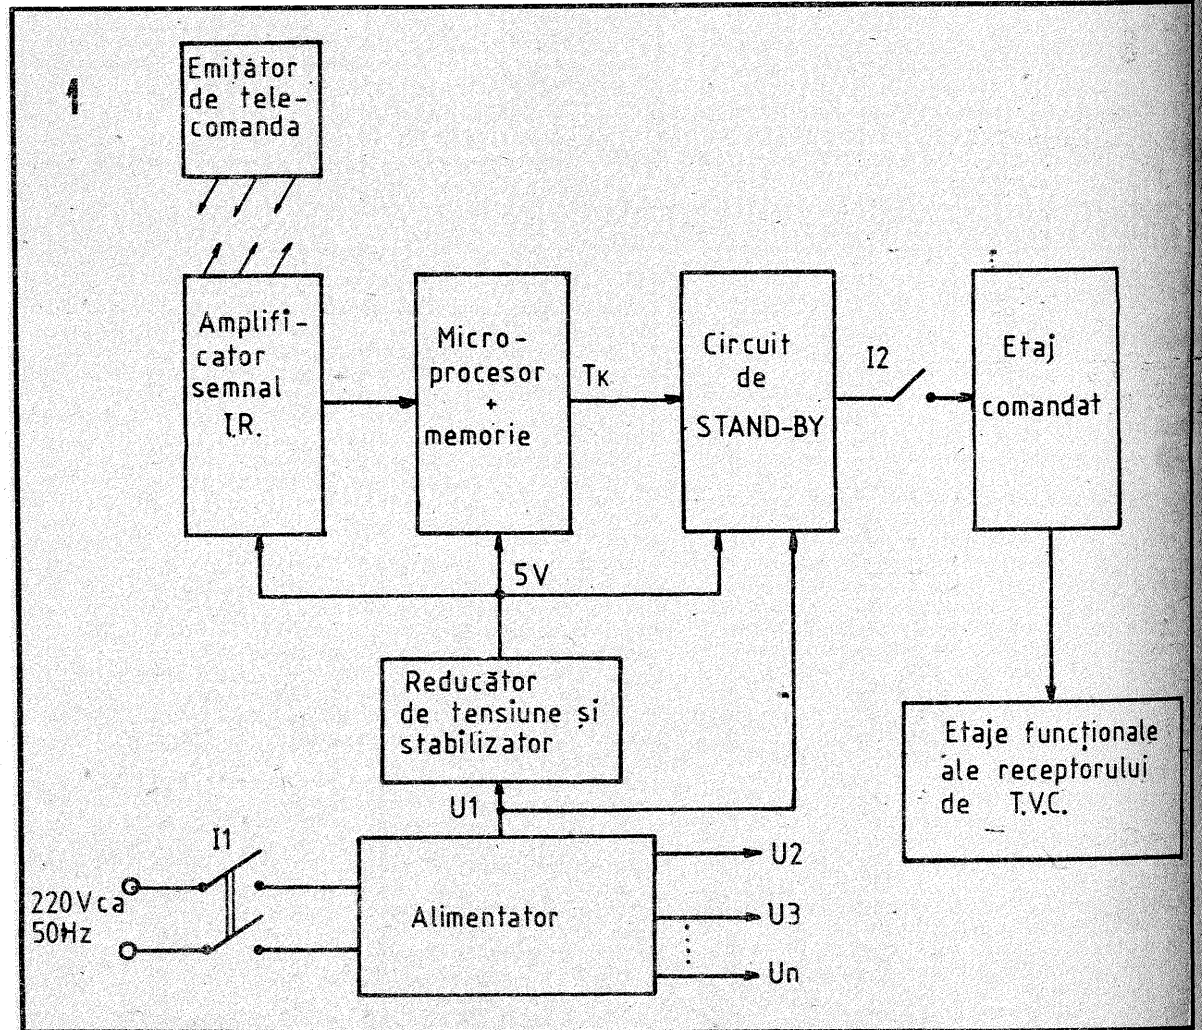 1
Emițător
de tele-
comanda
Amplifi-
cator
semnal
I.R.
Micro-
procesor
+
memorie
TK
Circuit
de
STAND-BY
I2
Etaj
comandat
5V
Reducător
de tensiune și
stabilizator
U1
Etaje funcționale
ale receptorului
de T.V.C.
I1
220Vca
50Hz
Alimentator
U2
U3
Un